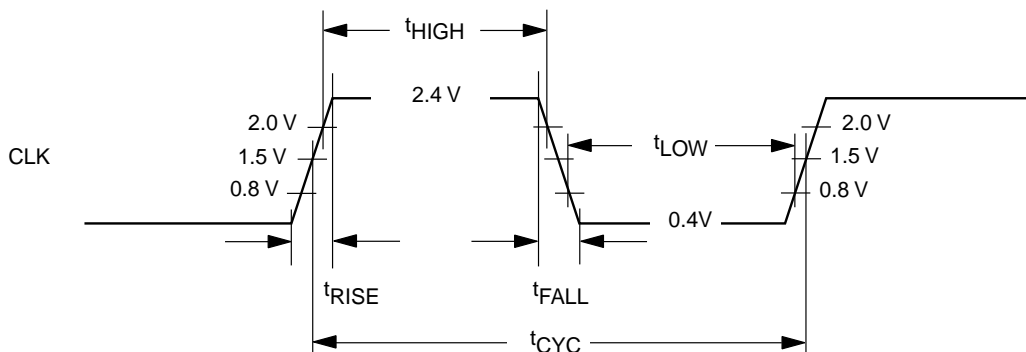 tHIGH
2.4 V
2.0 V
2.0 V
CLK
1.5 V
tLOW
1.5 V
0.8 V
0.8 V
0.4V
tRISE
tFALL
tCYC